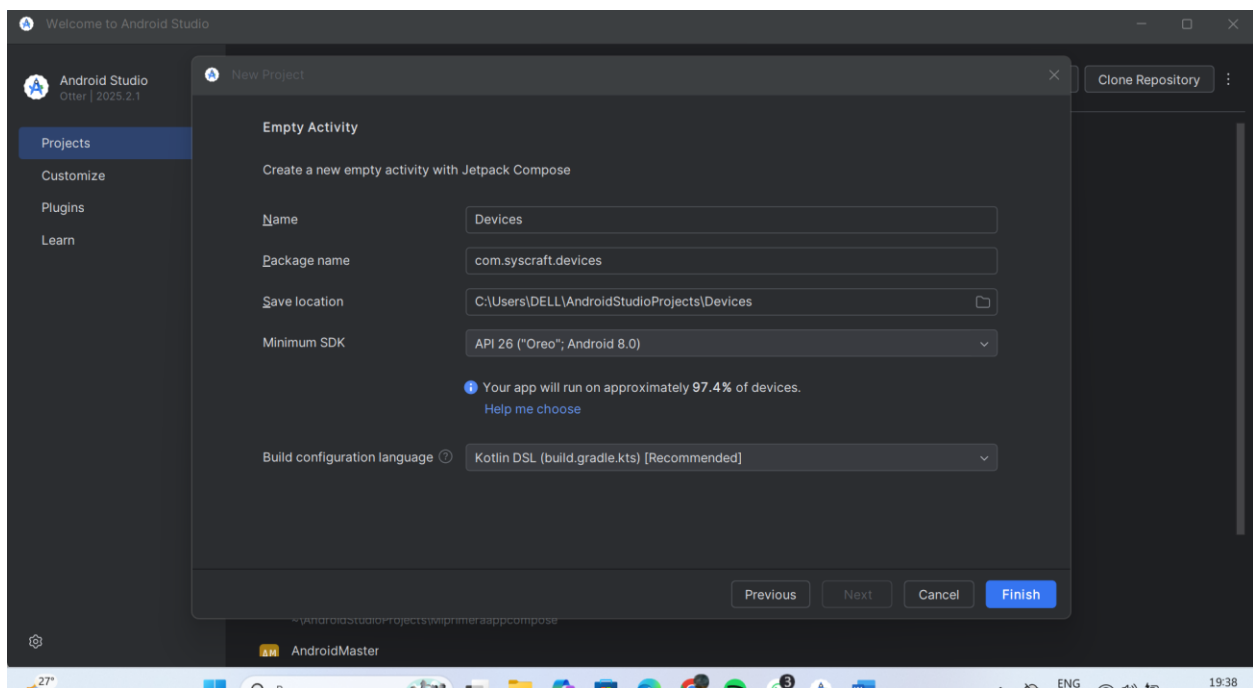 Welcome to Android Studio
Android Studio
Otter | 2025.2.1
Projects
Customize
Plugins
Learn
Clone Repository
New Project
Empty Activity
Create a new empty activity with Jetpack Compose
Name
Devices
Package name
com.syscraft.devices
Save location
C:\Users\DELL\AndroidStudioProjects\Devices
Minimum SDK
API 26 ("Oreo"; Android 8.0)
Your app will run on approximately 97.4% of devices.
Help me choose
Build configuration language
Kotlin DSL (build.gradle.kts) [Recommended]
Previous
Next
Cancel
Finish
~\AndroidStudioProjects\Miprimeraappcompose
AM
AndroidMaster
27°
3
ENG
19:38